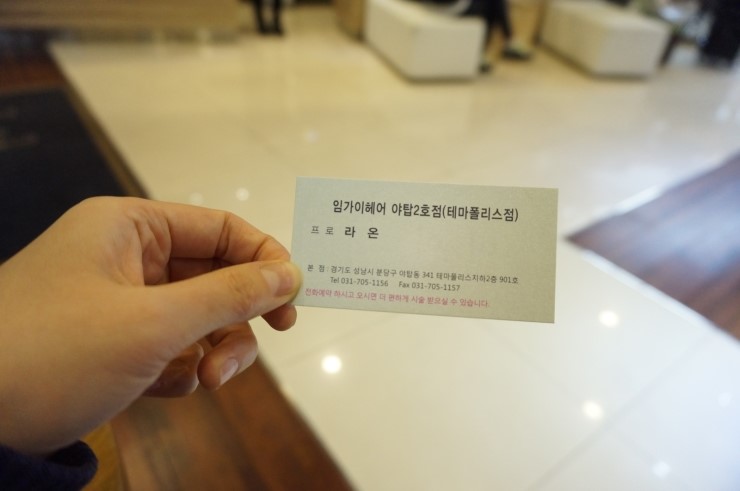 임가이헤어 야탑2호점(테마폴리스점)
프 로 라 온
본 점 : 경기도 성남시 분당구 야탑동 341 테마폴리스지하2층 901호
Tel 031-705-1156 Fax 031-705-1157
전화예약 하시고 오시면 더 편하게 시술 받으실 수 있습니다.